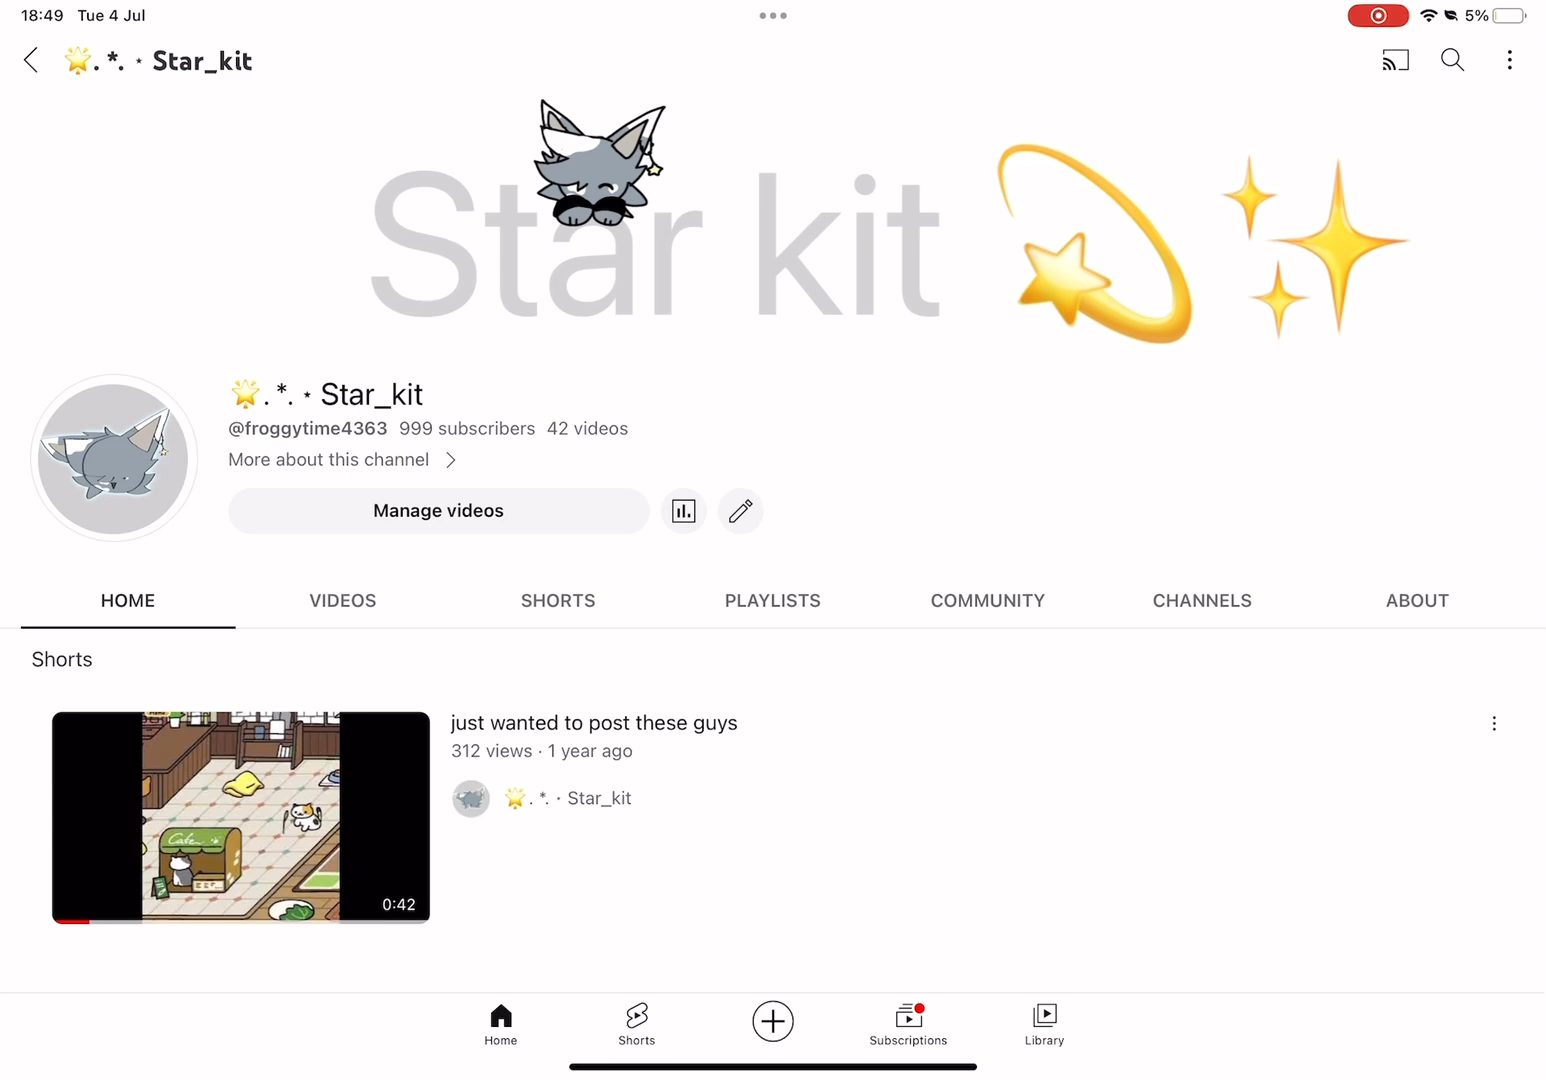 18:49 Tue 4 Jul
5%
🌟. *. ⋆ Star_kit
Star kit
🌟. *. ⋆ Star_kit
@froggytime4363 999 subscribers 42 videos
More about this channel
Manage videos
HOME
VIDEOS
SHORTS
PLAYLISTS
COMMUNITY
CHANNELS
ABOUT
Shorts
Cafe
0:42
just wanted to post these guys
312 views · 1 year ago
🌟. *. ⋆ Star_kit
Home
Shorts
Subscriptions
Library